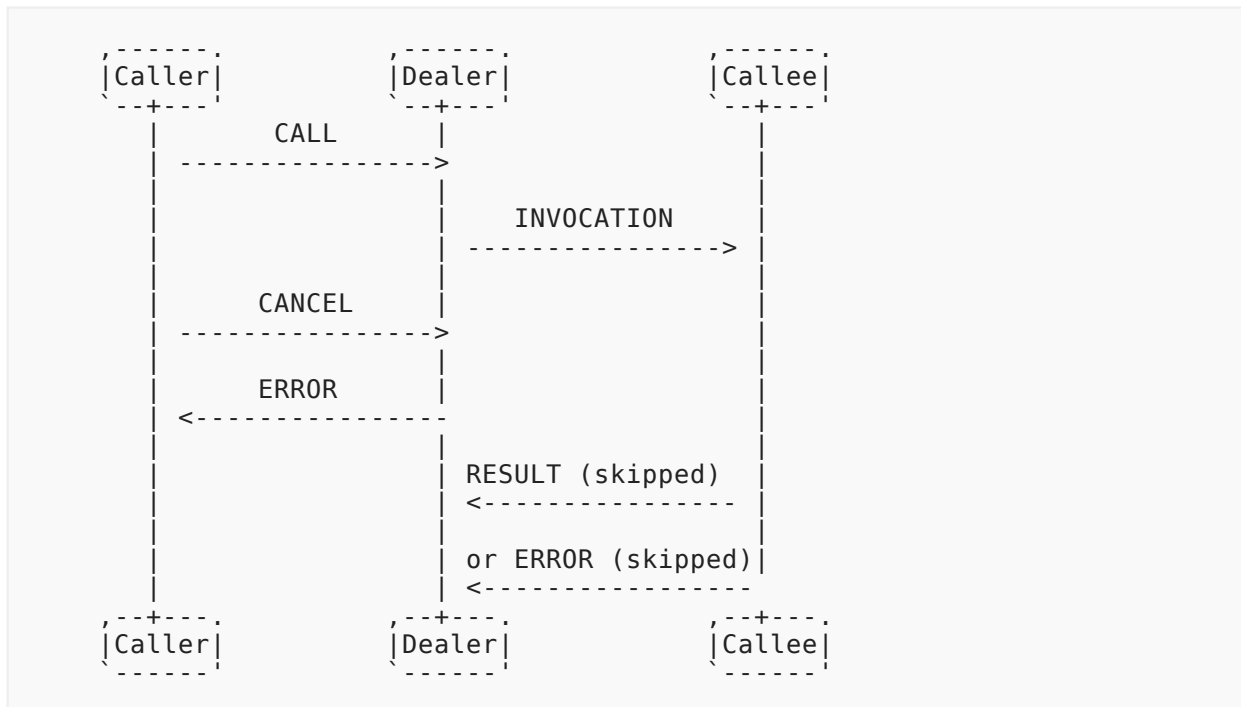 Caller Dealer Callee
CALL
INVOCATION
CANCEL
ERROR
RESULT (skipped)
or ERROR (skipped)
Caller Dealer Callee